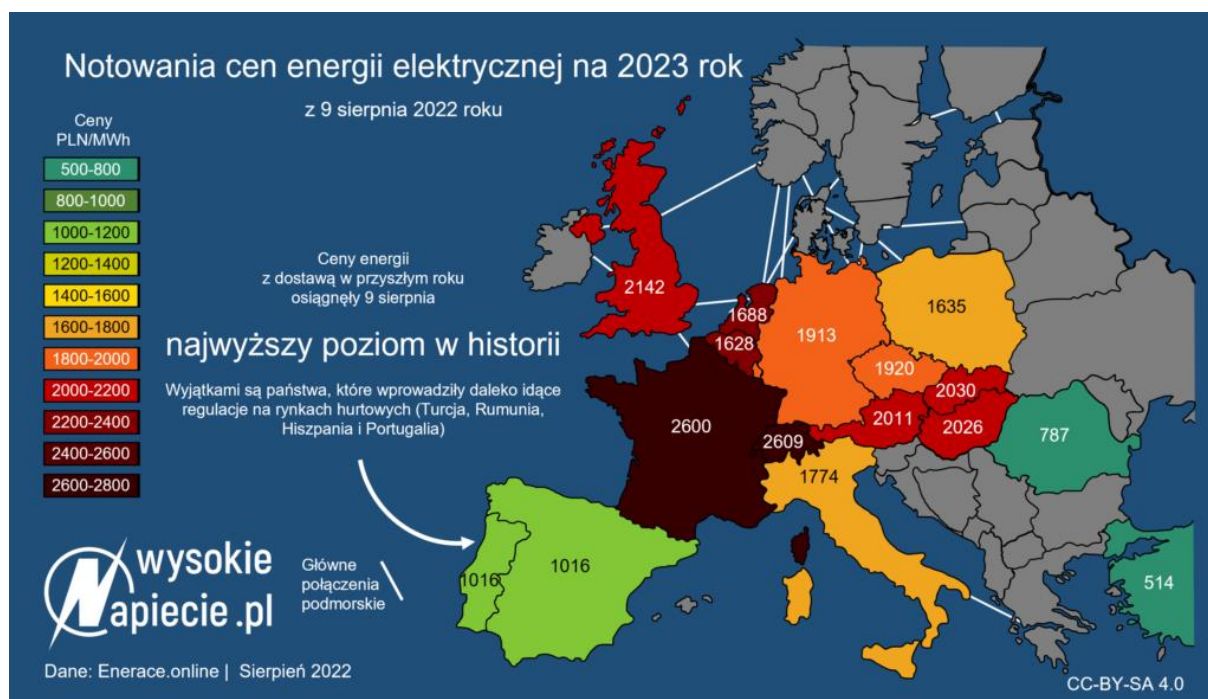 Notowania cen energii elektrycznej na 2023 rok
z 9 sierpnia 2022 roku
Ceny
PLN/MWh
500-800
800-1000
1000-1200
1200-1400
1400-1600
1600-1800
1800-2000
2000-2200
2200-2400
2400-2600
2600-2800
Ceny energii
z dostawą w przyszłym roku
osiągnęły 9 sierpnia
najwyższy poziom w historii
Wyjątkami są państwa, które wprowadziły daleko idące
regulacje na rynkach hurtowych (Turcja, Rumunia,
Hiszpania i Portugalia)
2142
1688
1628
1913
1635
1920
2030
2011
2026
787
2600
2609
1774
1016
1016
514
wysokie
Napiecie.pl
Główne
połączenia
podmorskie
Dane: Enerace.online | Sierpień 2022
CC-BY-SA 4.0